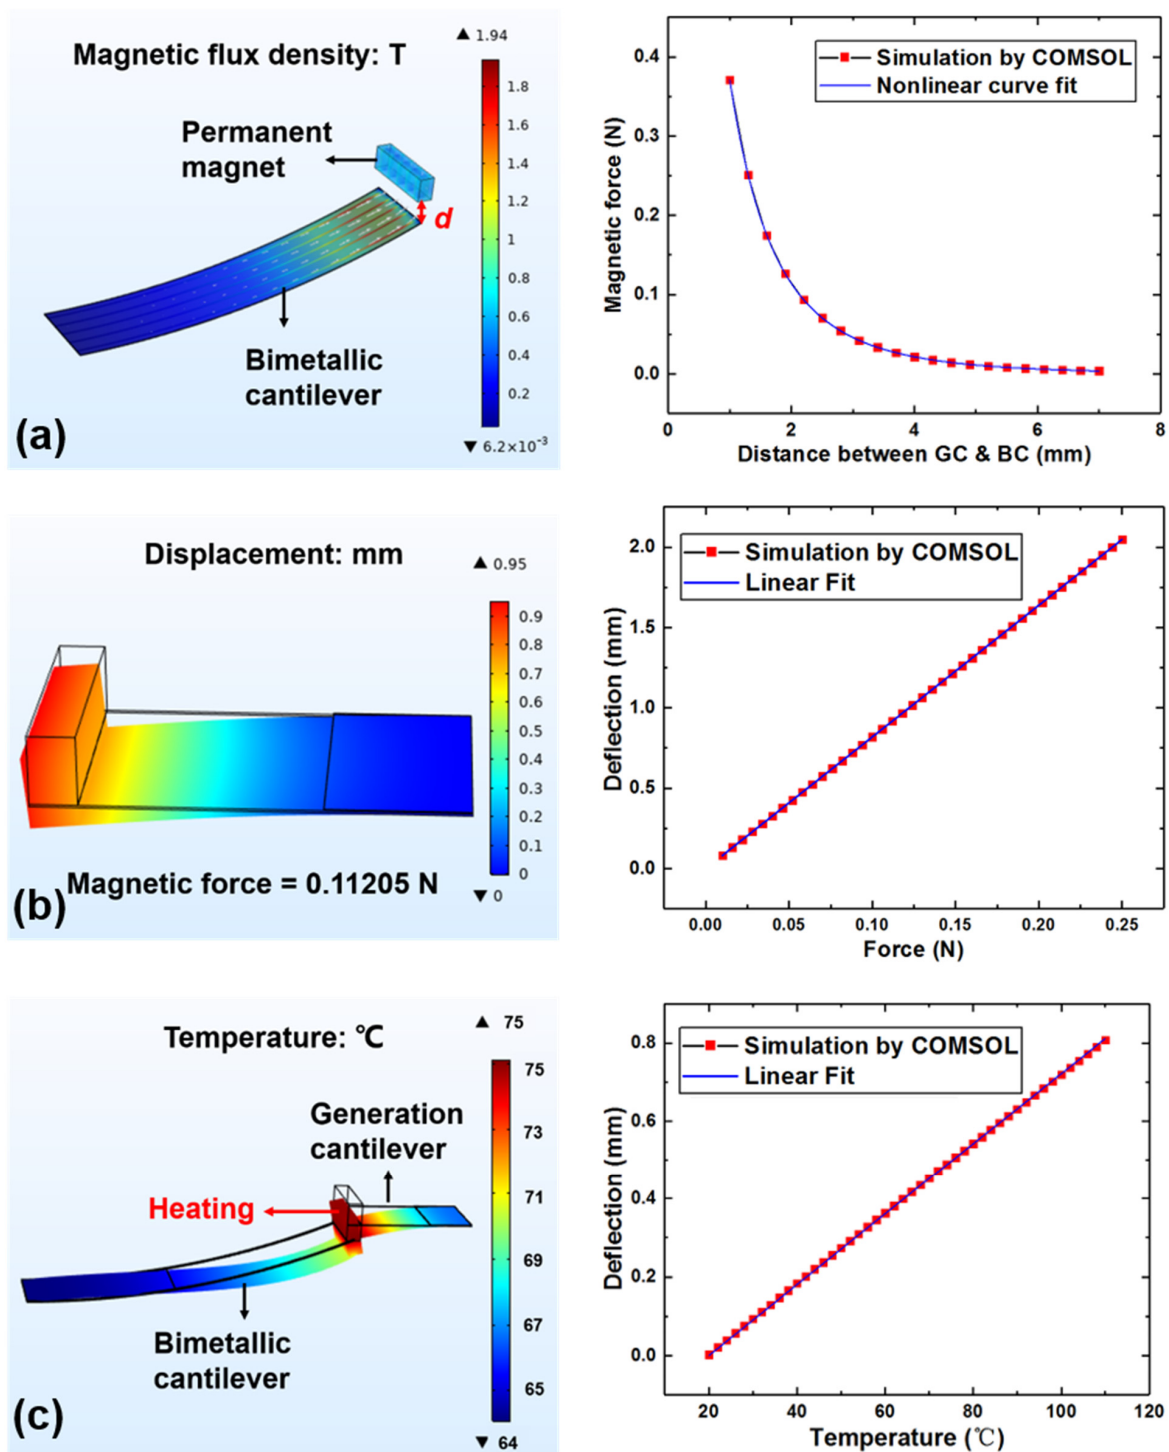 Magnetic flux density: T
▲ 1.94
1.8
1.6
1.4
1.2
1
0.8
0.6
0.4
0.2
▼ 6.2×10⁻³
Permanent
magnet
d
Bimetallic
cantilever
(a)
Magnetic force (N)
0.4
0.3
0.2
0.1
0.0
Simulation by COMSOL
Nonlinear curve fit
0 2 4 6 8
Distance between GC & BC (mm)
Displacement: mm
▲ 0.95
0.9
0.8
0.7
0.6
0.5
0.4
0.3
0.2
0.1
0
▼ 0
Magnetic force = 0.11205 N
(b)
Deflection (mm)
2.0
1.5
1.0
0.5
0.0
Simulation by COMSOL
Linear Fit
0.00 0.05 0.10 0.15 0.20 0.25
Force (N)
Temperature: ℃
▲ 75
75
73
71
69
67
65
▼ 64
Generation
cantilever
Heating
Bimetallic
cantilever
(c)
Deflection (mm)
0.8
0.6
0.4
0.2
0.0
Simulation by COMSOL
Linear Fit
20 40 60 80 100 120
Temperature (℃)